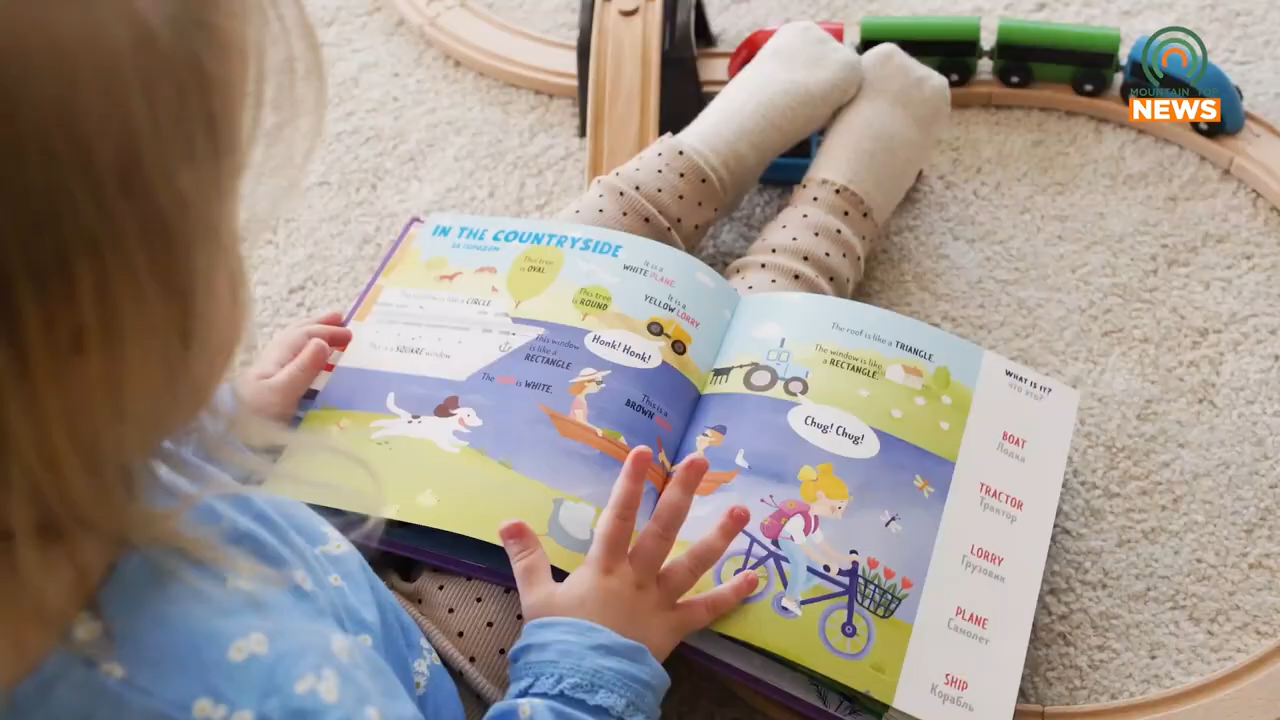 MOUNTAIN TOP
NEWS
IN THE COUNTRYSIDE
ЗА ГОРОДОМ
This tree
is OVAL.
It is a
WHITE PLANE.
This tree
is ROUND
It is a
YELLOW LORRY
The window is like a CIRCLE
This is a SQUARE window
This window
is like a
RECTANGLE
Honk! Honk!
The
is WHITE.
This is a
BROWN
The roof is like a TRIANGLE.
The window is like
a RECTANGLE.
Chug! Chug!
WHAT IS IT?
ЧТО ЭТО?
BOAT
Лодка
TRACTOR
Трактор
LORRY
Грузовик
PLANE
Самолет
SHIP
Корабль